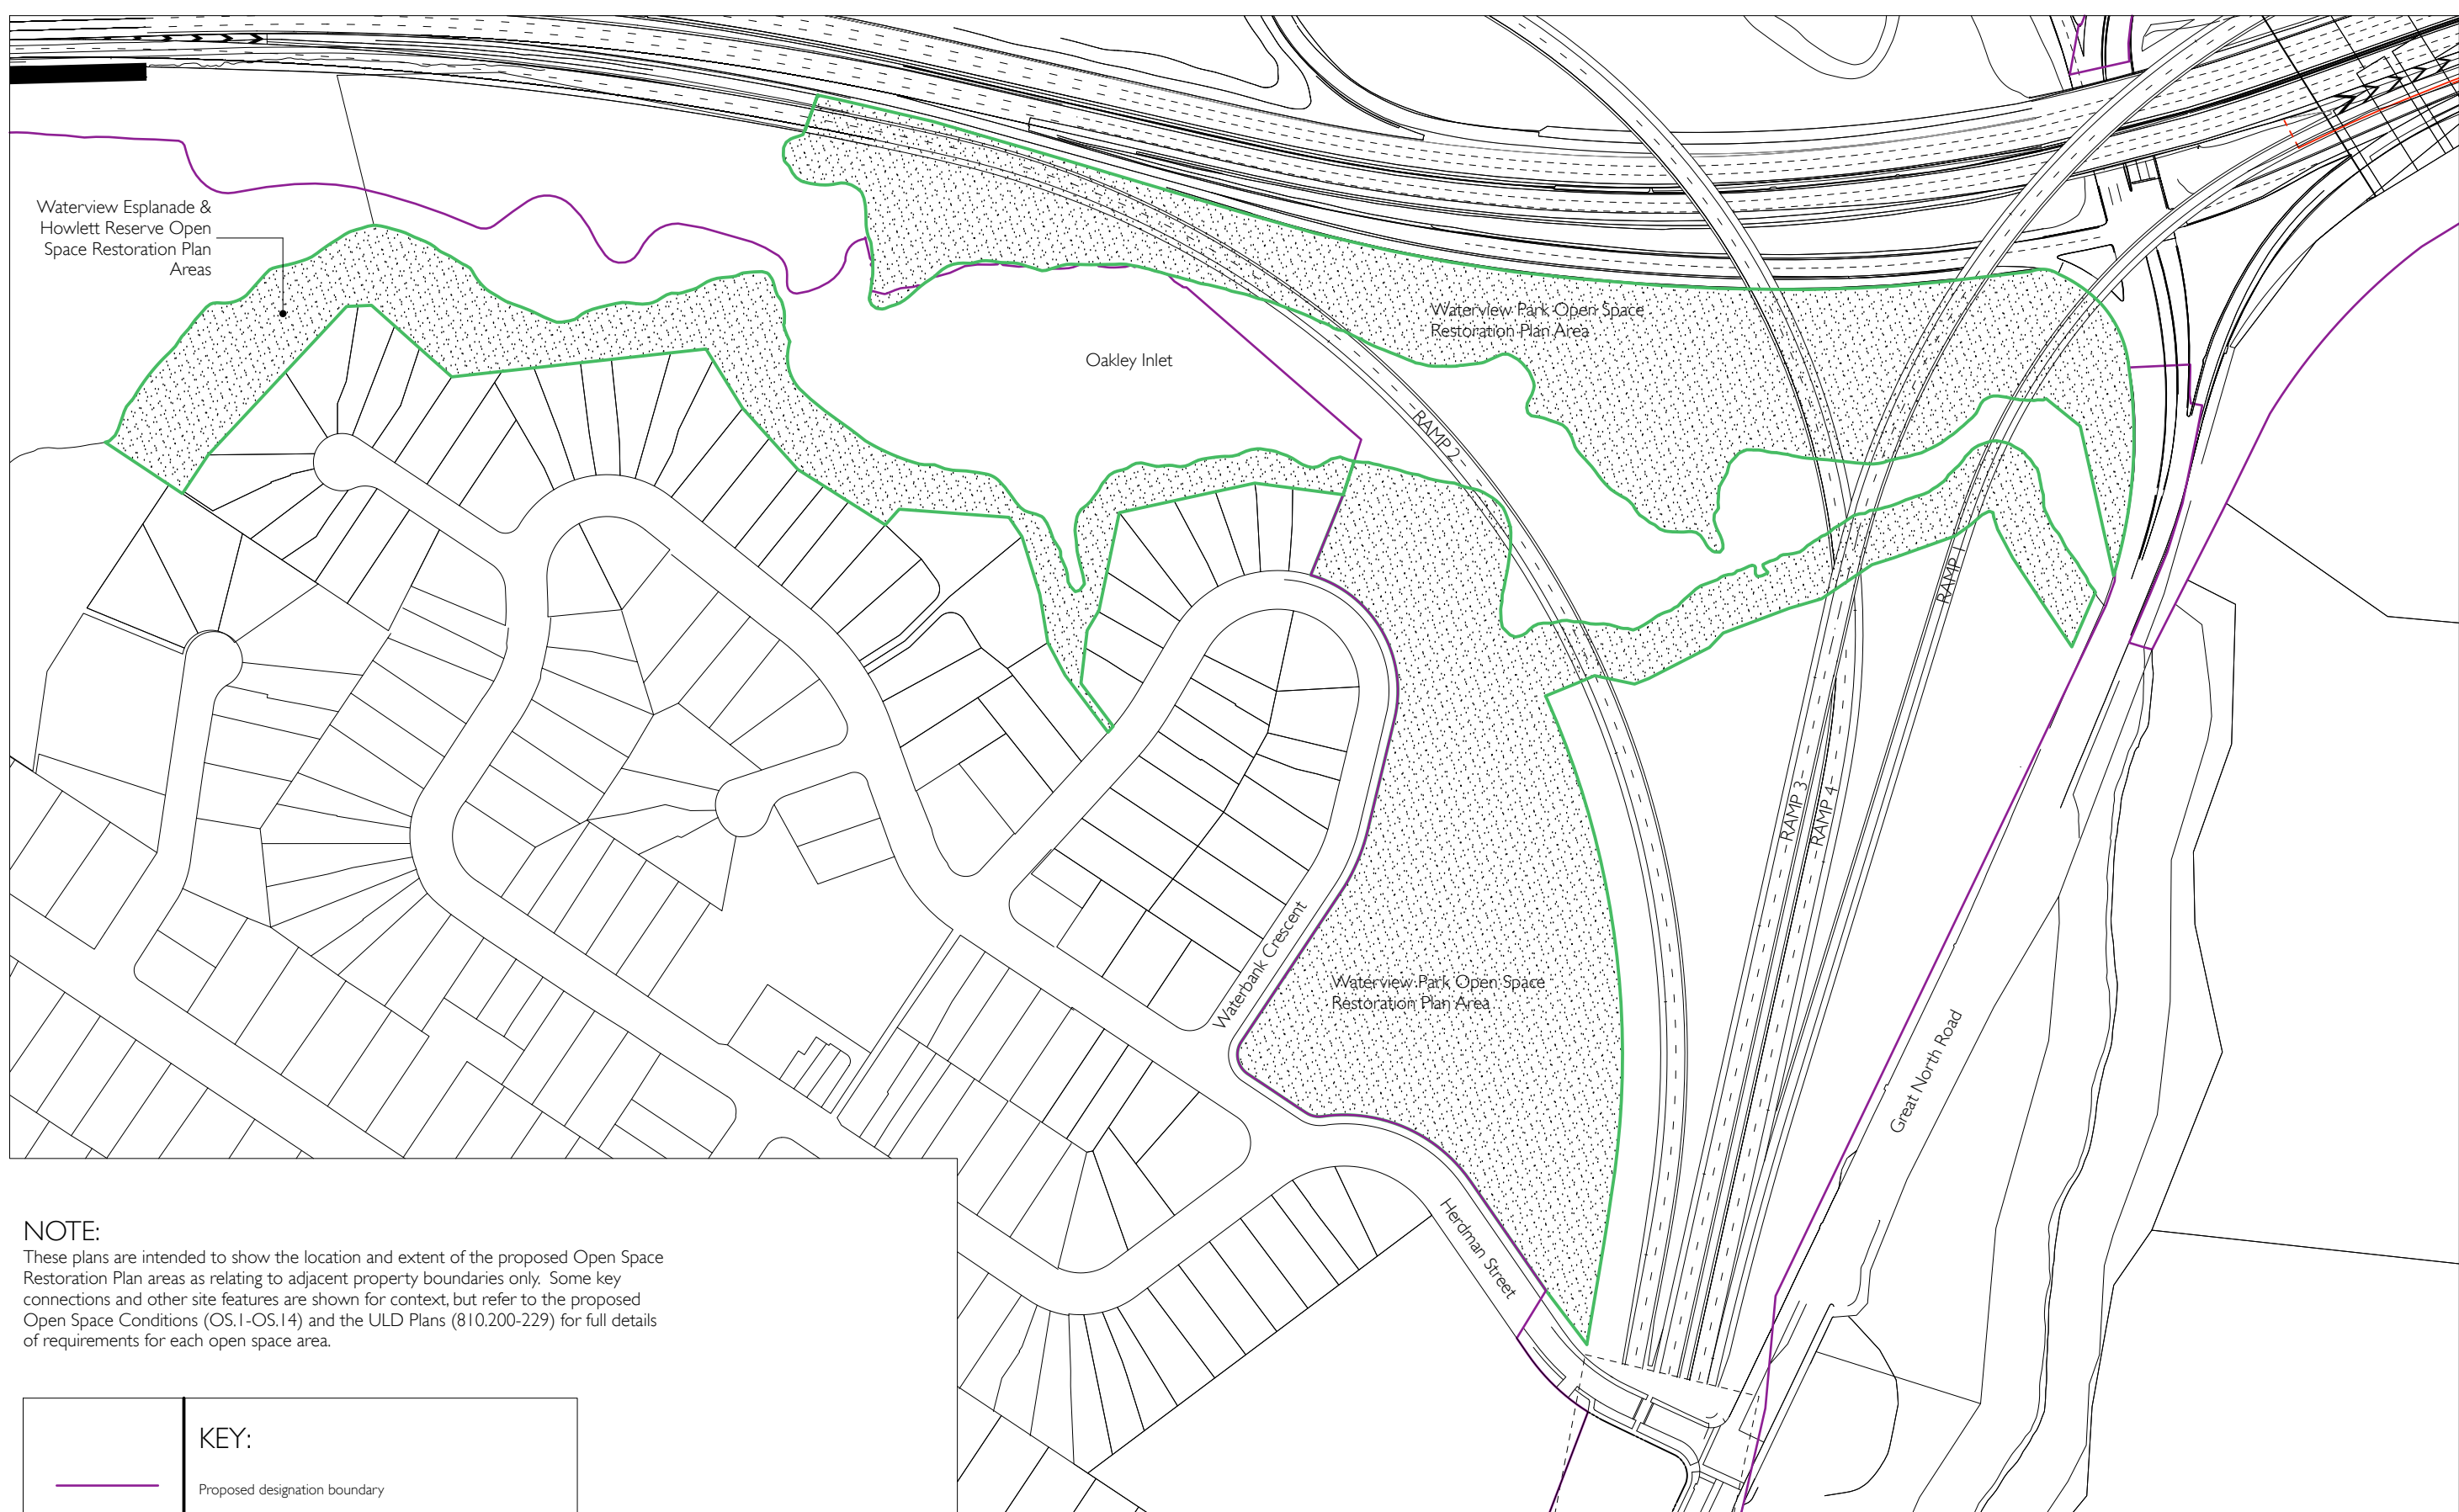 Waterview Esplanade &
Howlett Reserve Open
Space Restoration Plan
Areas
Waterview Park Open Space
Restoration Plan Area
Oakley Inlet
RAMP 2
RAMP 1
RAMP 3
RAMP 4
Waterbank Crescent
Waterview Park Open Space
Restoration Plan Area
Great North Road
Herdman Street
NOTE:
These plans are intended to show the location and extent of the proposed Open Space
Restoration Plan areas as relating to adjacent property boundaries only.  Some key
connections and other site features are shown for context, but refer to the proposed
Open Space Conditions (OS.1-OS.14) and the ULD Plans (810.200-229) for full details
of requirements for each open space area.
KEY:
Proposed designation boundary